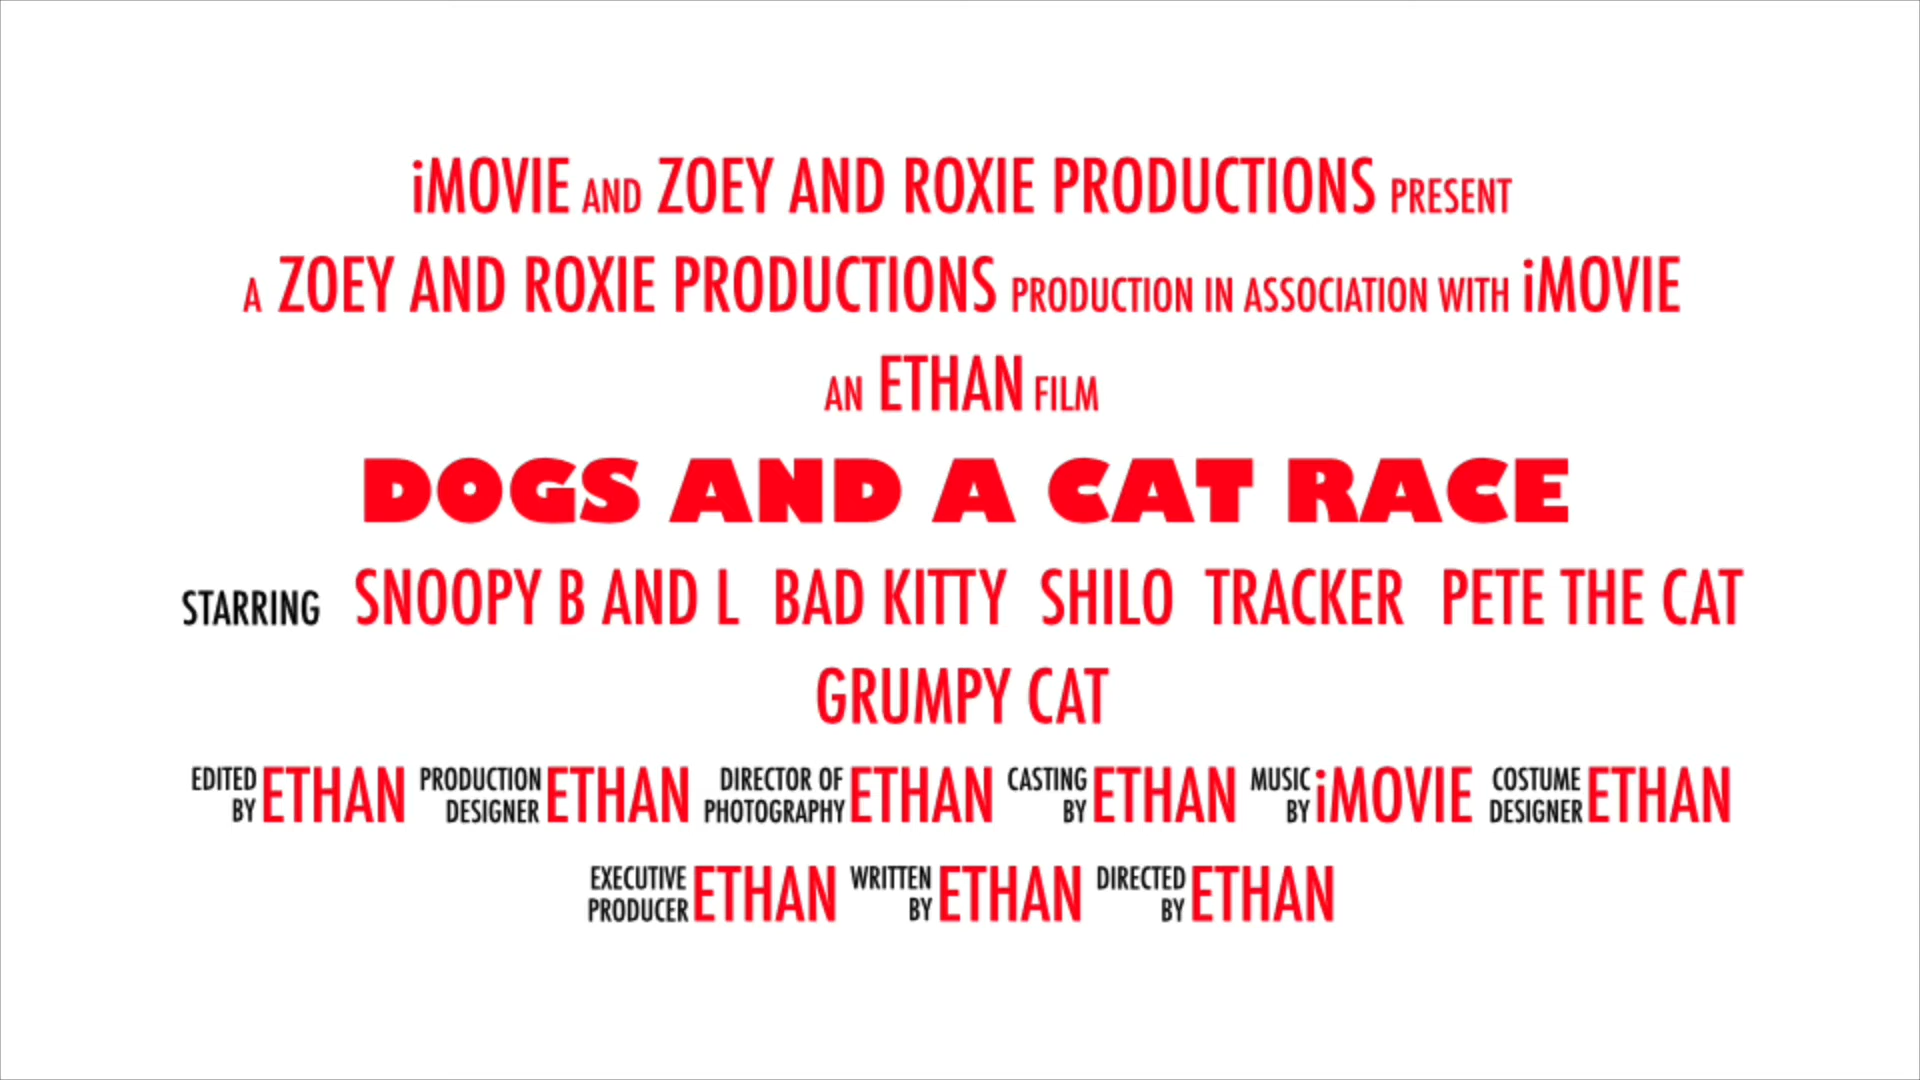 iMOVIE AND ZOEY AND ROXIE PRODUCTIONS PRESENT
A ZOEY AND ROXIE PRODUCTIONS PRODUCTION IN ASSOCIATION WITH iMOVIE
AN ETHAN FILM
DOGS AND A CAT RACE
STARRING SNOOPY B AND L BAD KITTY SHILO TRACKER PETE THE CAT
GRUMPY CAT
EDITED BY ETHAN PRODUCTION DESIGNER ETHAN DIRECTOR OF PHOTOGRAPHY ETHAN CASTING BY ETHAN MUSIC BY iMOVIE COSTUME DESIGNER ETHAN
EXECUTIVE PRODUCER ETHAN WRITTEN BY ETHAN DIRECTED BY ETHAN